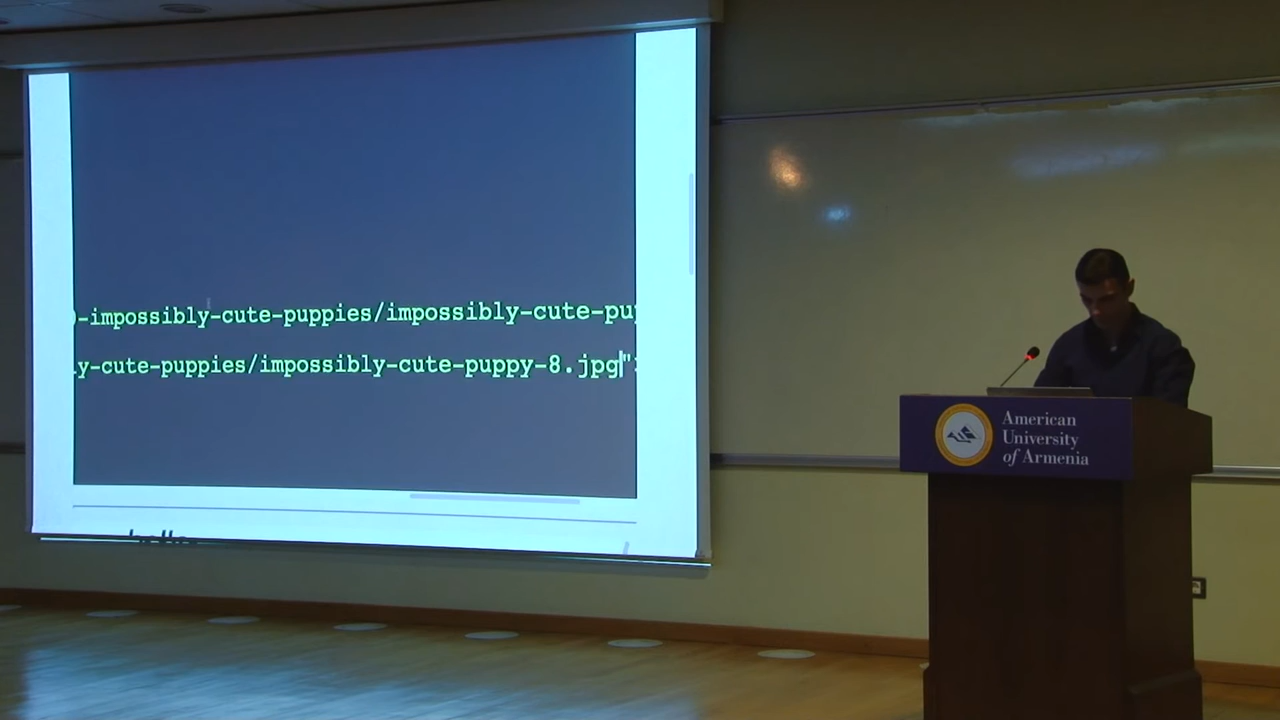 -impossibly-cute-puppies/impossibly-cute-pu
y-cute-puppies/impossibly-cute-puppy-8.jpg"
American
University
of Armenia